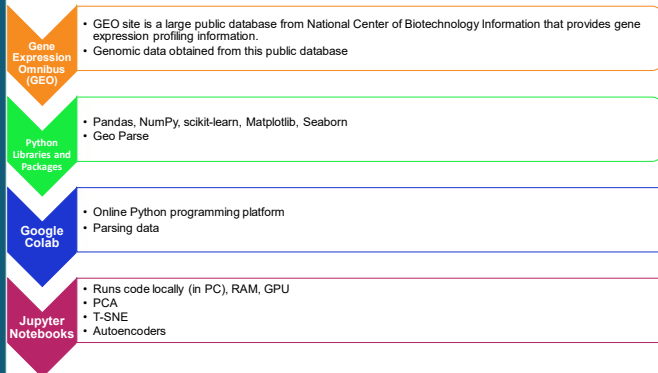 Gene
Expression
Omnibus
(GEO)
• GEO site is a large public database from National Center of Biotechnology Information that provides gene
expression profiling information.
• Genomic data obtained from this public database
Python
Libraries and
Packages
• Pandas, NumPy, scikit-learn, Matplotlib, Seaborn
• Geo Parse
Google
Colab
• Online Python programming platform
• Parsing data
Jupyter
Notebooks
• Runs code locally (in PC), RAM, GPU
• PCA
• T-SNE
• Autoencoders